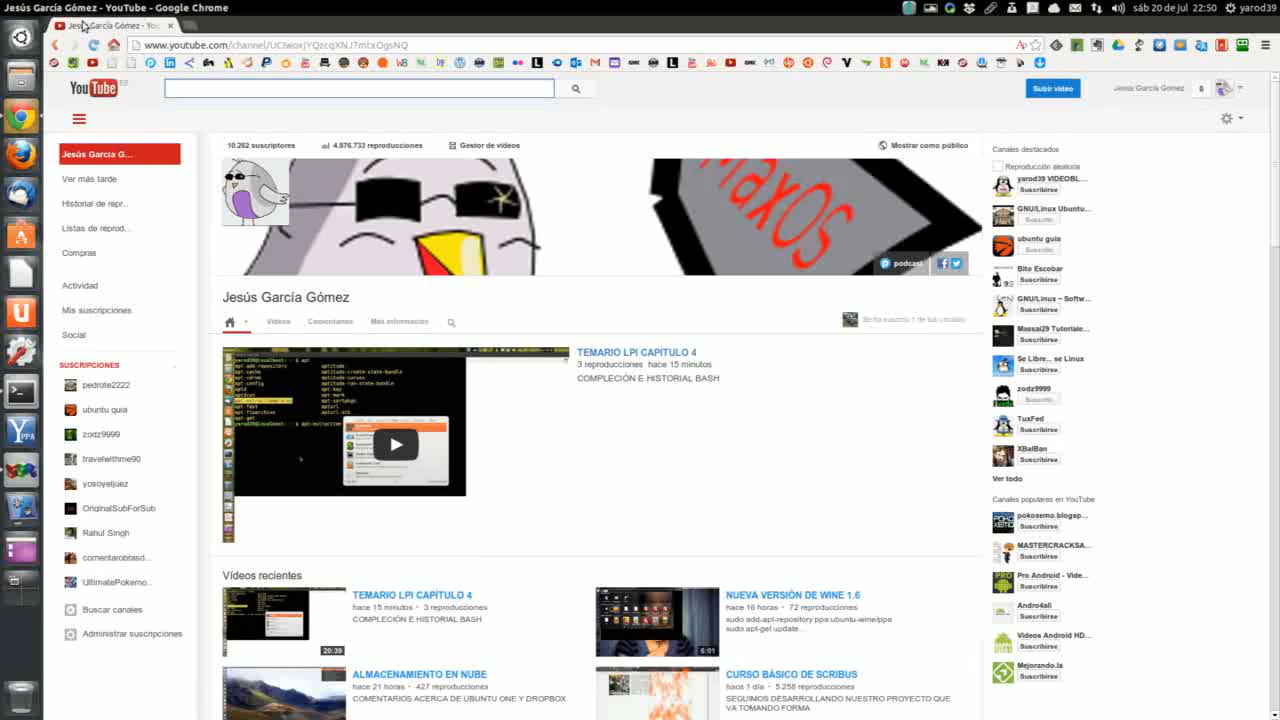 Jesús García Gómez - YouTube - Google Chrome
sáb 20 de jul 22:50
yarod39
Jesús García Gómez - You
YouTube ES
Subir vídeo
Jesús García Gómez
0
Jesús García G...
Ver más tarde
Historial de repr..
Listas de reprod...
Compras
Actividad
Mis suscripciones
Social
SUSCRIPCIONES
pedrote2222
ubuntu guia
zodz9999
travelwithme90
yosoyeljuez
OriginalSubForSub
Rahul Singh
comentarobrasd...
UltimatePokemo...
Buscar canales
Administrar suscripciones
10.262 suscriptores
4.876.733 reproducciones
Gestor de vídeos
Mostrar como público
podcast
Jesús García Gómez
Vídeos
Comentarios
Más información
TEMARIO LPI CAPÍTULO 4
3 reproducciones hace 15 minutos
COMPLECIÓN E HISTORIAL BASH
Vídeos recientes
TEMARIO LPI CAPÍTULO 4
hace 15 minutos · 3 reproducciones
COMPLECIÓN E HISTORIAL BASH
20:39
NUEVA VERSIÓN DE WINE 1.6
hace 16 horas · 72 reproducciones
sudo add-apt-repository ppa:ubuntu-wine/ppa
sudo apt-get update...
6:01
ALMACENAMIENTO EN NUBE
hace 21 horas · 427 reproducciones
COMENTARIOS ACERCA DE UBUNTU ONE Y DROPBOX
CURSO BÁSICO DE SCRIBUS
hace 1 día · 5.258 reproducciones
SEGUIMOS DESARROLLANDO NUESTRO PROYECTO QUE
VA TOMANDO FORMA
Canales destacados
Reproducción aleatoria
yarod39 VIDEOBL...
Suscribirse
GNU/Linux Ubuntu...
Suscrito
ubuntu guia
Suscrito
Bito Escobar
Suscribirse
GNU/Linux – Softw...
Suscribirse
Massai29 Tutoriale...
Suscribirse
Se Libre... se Linux
Suscribirse
zodz9999
Suscrito
TuxFed
Suscribirse
XBalBan
Suscribirse
Ver todo
Canales populares en YouTube
pokoxemo.blogsp...
Suscribirse
MASTERCRACKSA...
Suscribirse
Pro Android - Vide...
Suscribirse
Andro4all
Suscribirse
Videos Android HD...
Suscribirse
Mejorando.la
Suscribirse